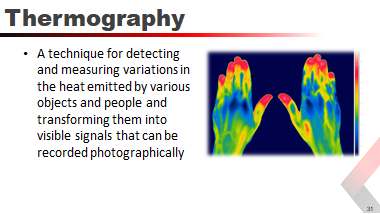 Thermography
• A technique for detecting
and measuring variations in
the heat emitted by various
objects and people and
transforming them into
visible signals that can be
recorded photographically
31